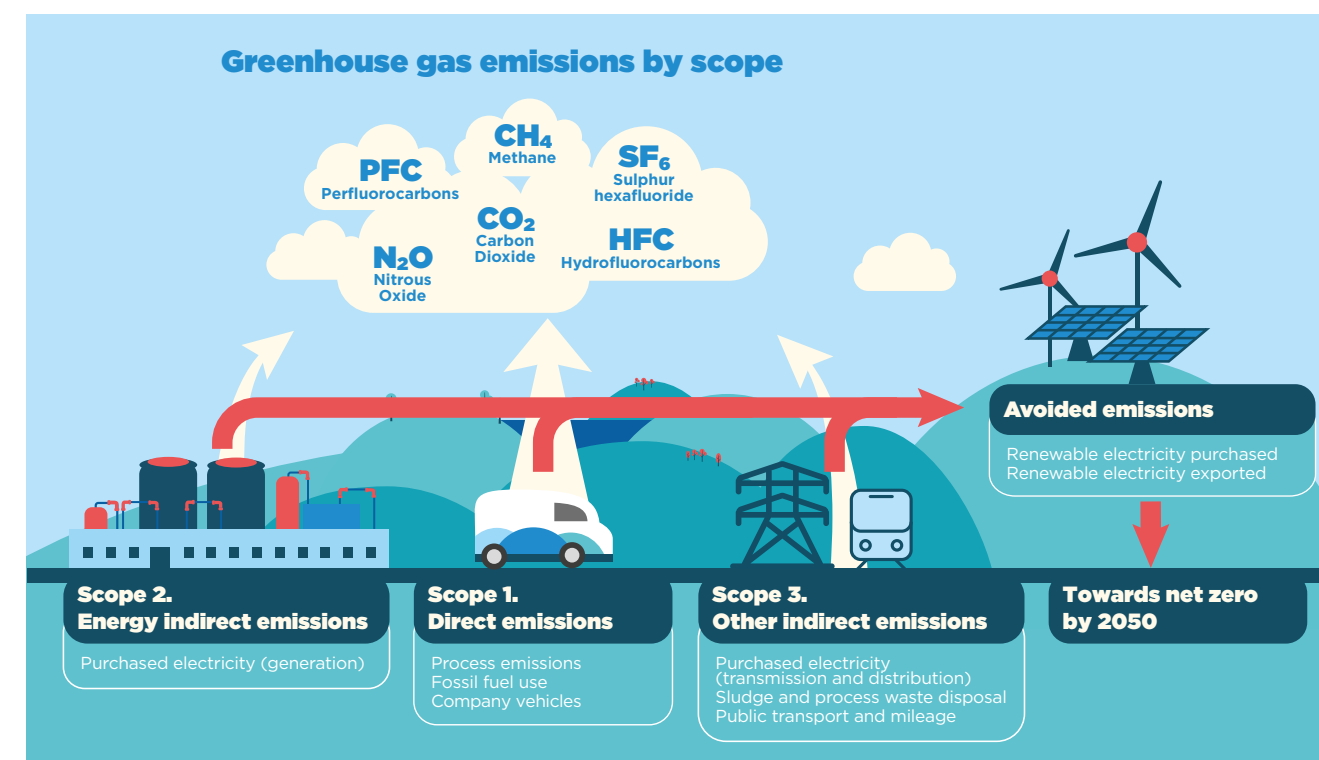 Greenhouse gas emissions by scope
CH₄
Methane
PFC
Perfluorocarbons
SF₆
Sulphur
hexafluoride
CO₂
Carbon
Dioxide
N₂O
Nitrous
Oxide
HFC
Hydrofluorocarbons
Avoided emissions
Renewable electricity purchased
Renewable electricity exported
Scope 2.
Energy indirect emissions
Purchased electricity (generation)
Scope 1.
Direct emissions
Process emissions
Fossil fuel use
Company vehicles
Scope 3.
Other indirect emissions
Purchased electricity
(transmission and distribution)
Sludge and process waste disposal
Public transport and mileage
Towards net zero
by 2050